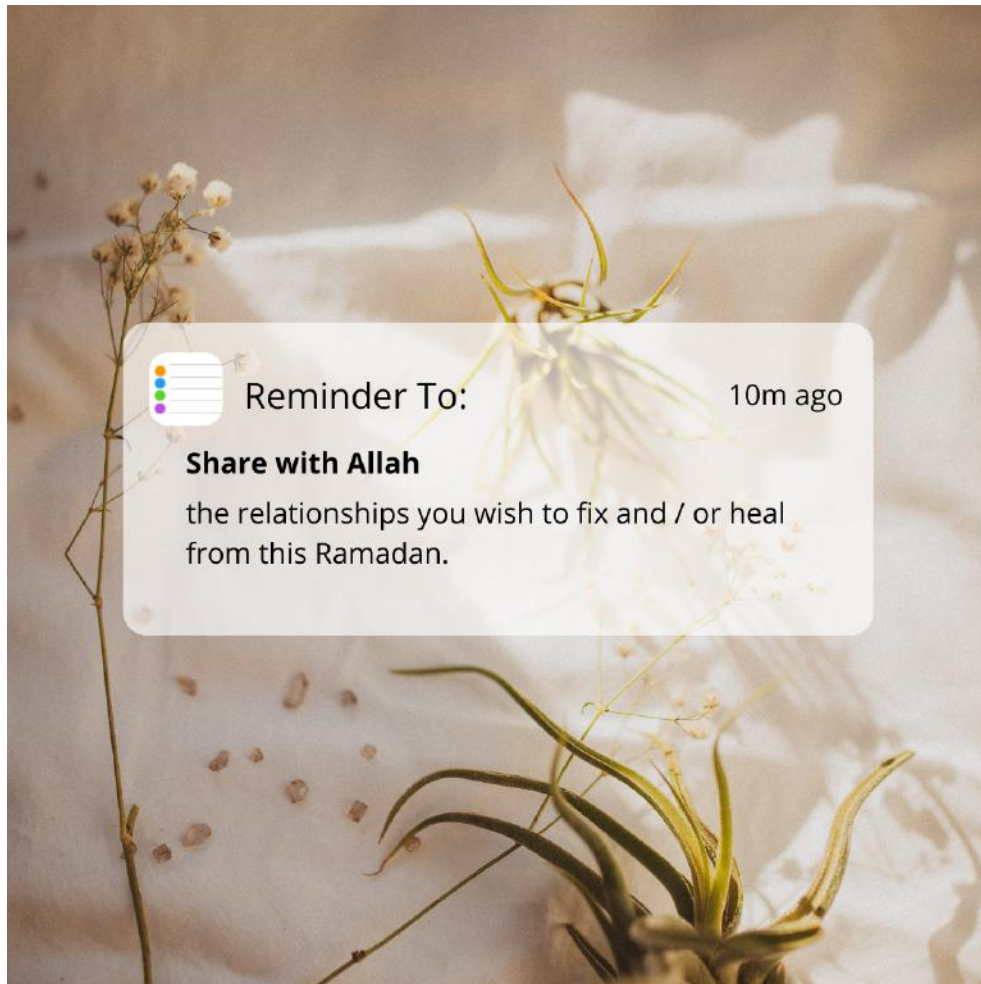 Reminder To:
10m ago
Share with Allah
the relationships you wish to fix and / or heal
from this Ramadan.